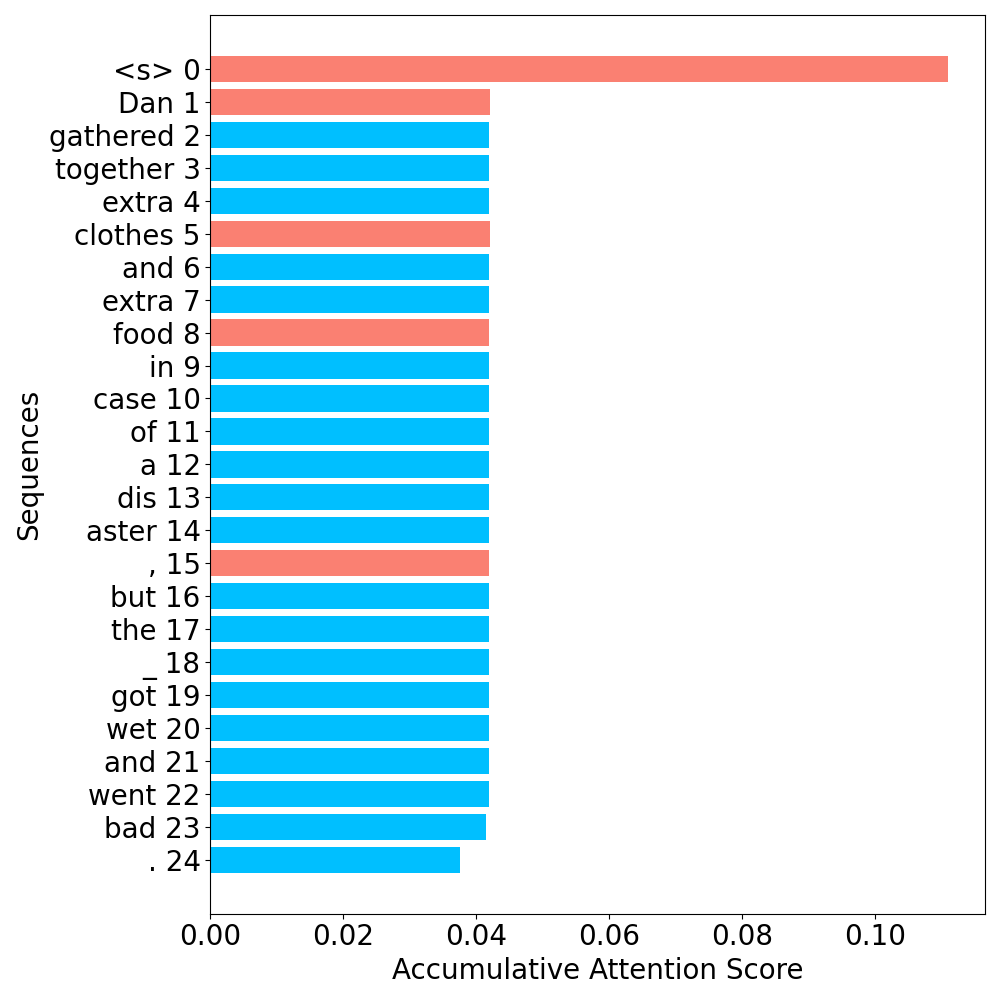 <s> 0
Dan 1
gathered 2
together 3
extra 4
clothes 5
and 6
extra 7
food 8
in 9
case 10
of 11
a 12
dis 13
aster 14
, 15
but 16
the 17
_ 18
got 19
wet 20
and 21
went 22
bad 23
. 24
Sequences
0.00 0.02 0.04 0.06 0.08 0.10
Accumulative Attention Score